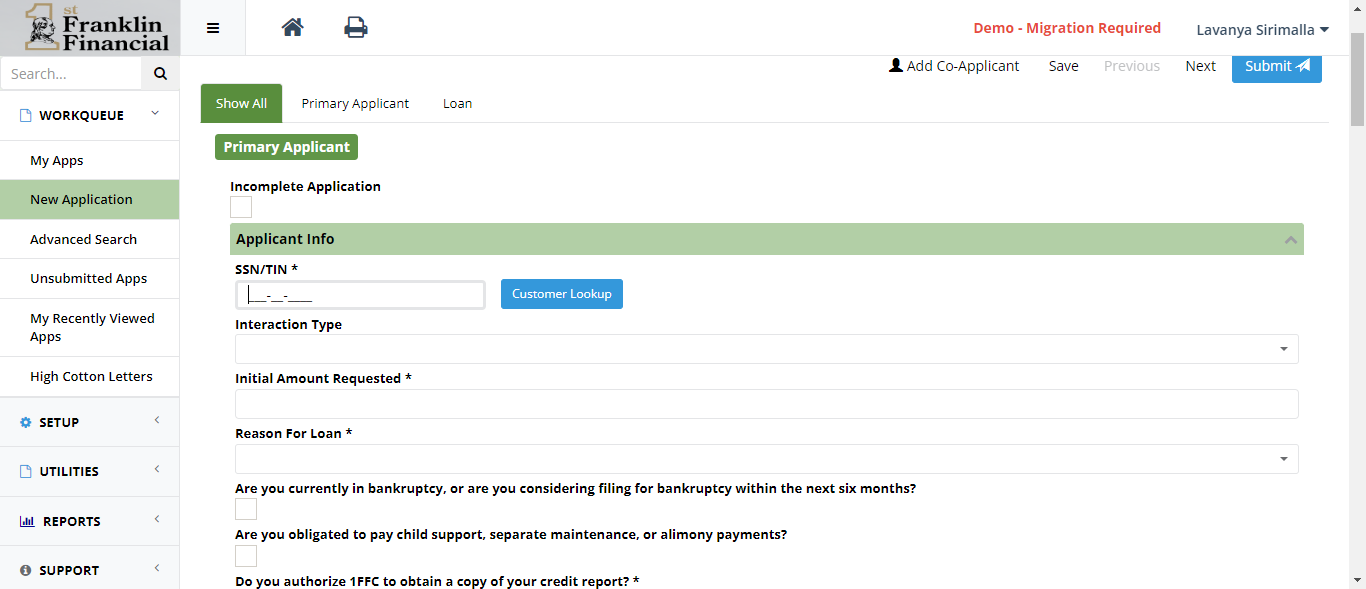 1st
Franklin
Financial
Demo - Migration Required
Lavanya Sirimalla
Search...
Add Co-Applicant
Save
Previous
Next
Submit
WORKQUEUE
My Apps
New Application
Advanced Search
Unsubmitted Apps
My Recently Viewed
Apps
High Cotton Letters
SETUP
UTILITIES
REPORTS
SUPPORT
Show All
Primary Applicant
Loan
Primary Applicant
Incomplete Application
Applicant Info
SSN/TIN *
___-__-____
Customer Lookup
Interaction Type
Initial Amount Requested *
Reason For Loan *
Are you currently in bankruptcy, or are you considering filing for bankruptcy within the next six months?
Are you obligated to pay child support, separate maintenance, or alimony payments?
Do you authorize 1FFC to obtain a copy of your credit report? *